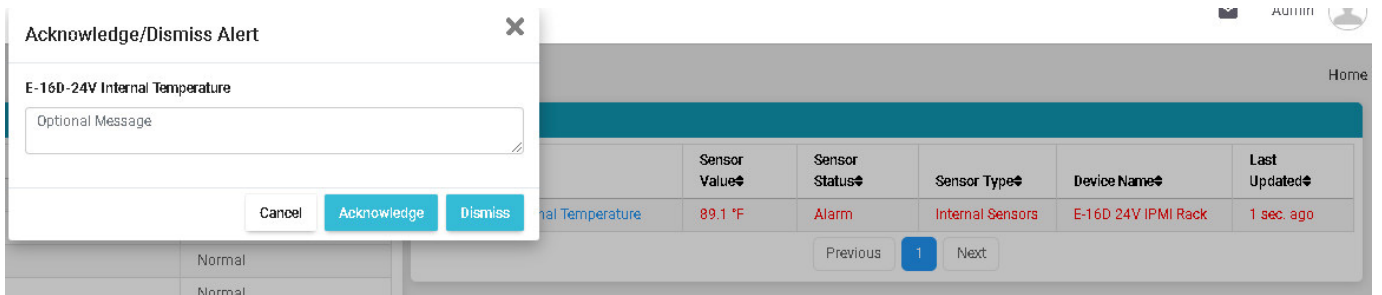 Admin
Acknowledge/Dismiss Alert
E-16D-24V Internal Temperature
Optional Message
Cancel Acknowledge Dismiss
Home
Sensor Value Sensor Status Sensor Type Device Name Last Updated
nal Temperature 89.1 °F Alarm Internal Sensors E-16D 24V IPMI Rack 1 sec. ago
Previous 1 Next
Normal
Normal